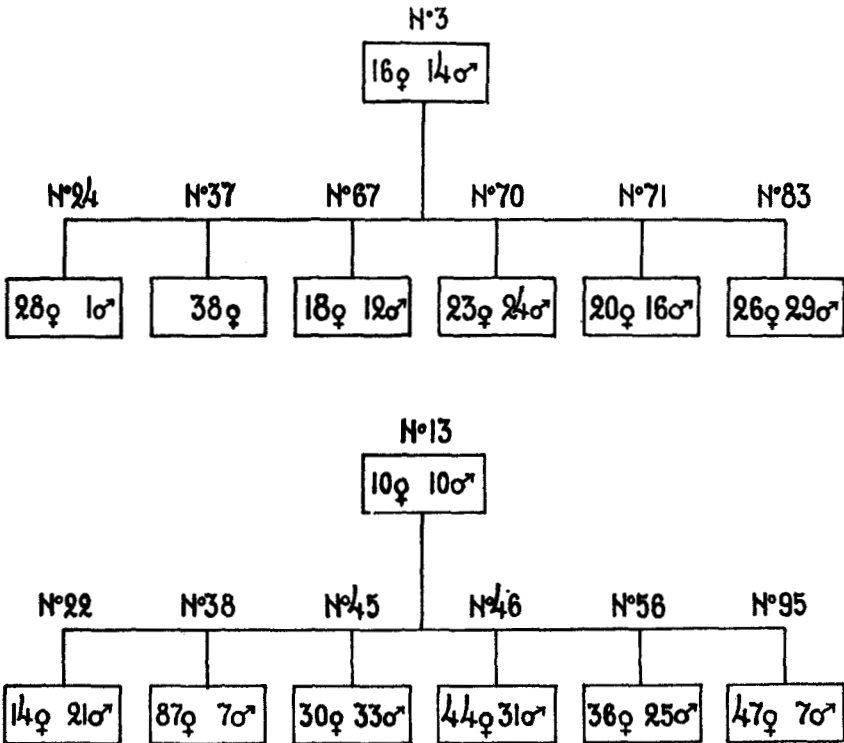 N°3
16♀ 14♂
N°24 N°37 N°67 N°70 N°71 N°83
28♀ 1♂ 38♀ 18♀ 12♂ 23♀ 24♂ 20♀ 16♂ 26♀ 29♂
N°13
10♀ 10♂
N°22 N°38 N°45 N°46 N°56 N°95
14♀ 21♂ 87♀ 7♂ 30♀ 33♂ 44♀ 31♂ 36♀ 25♂ 47♀ 7♂